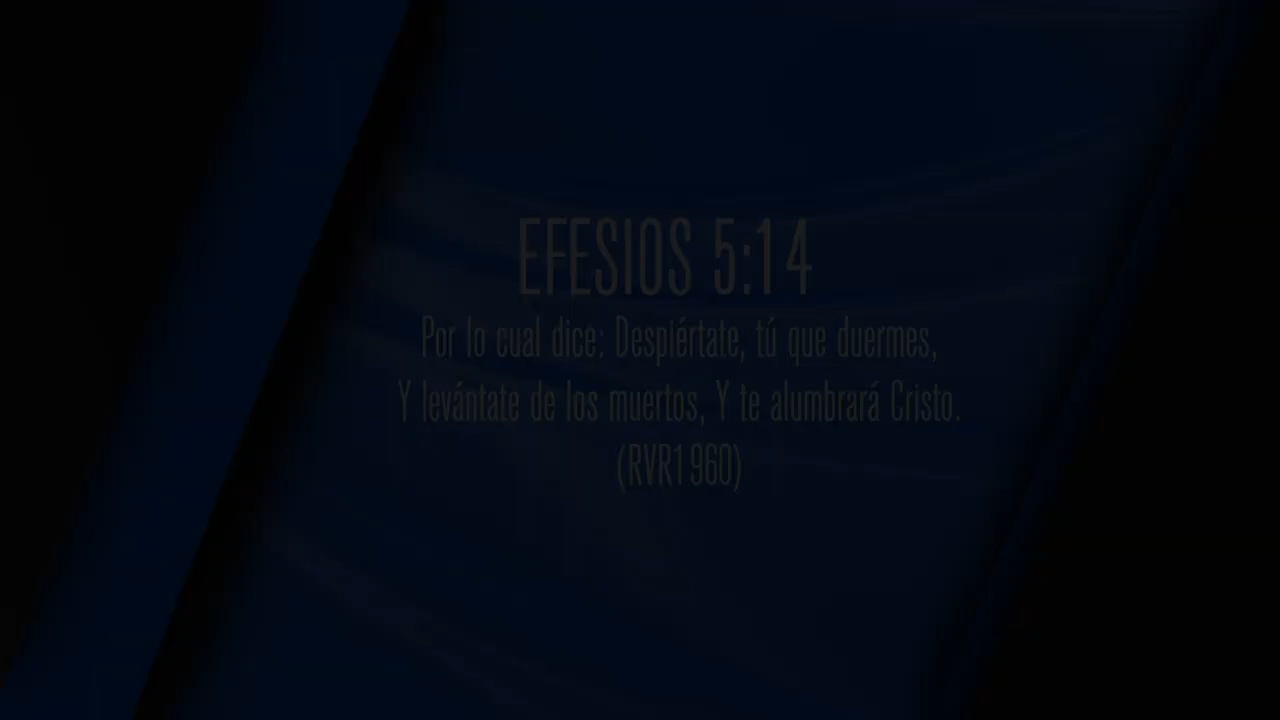 EFESIOS 5:14
Por lo cual dice: Despiértate, tú que duermes,
Y levántate de los muertos, Y te alumbrará Cristo.
(RVR1960)